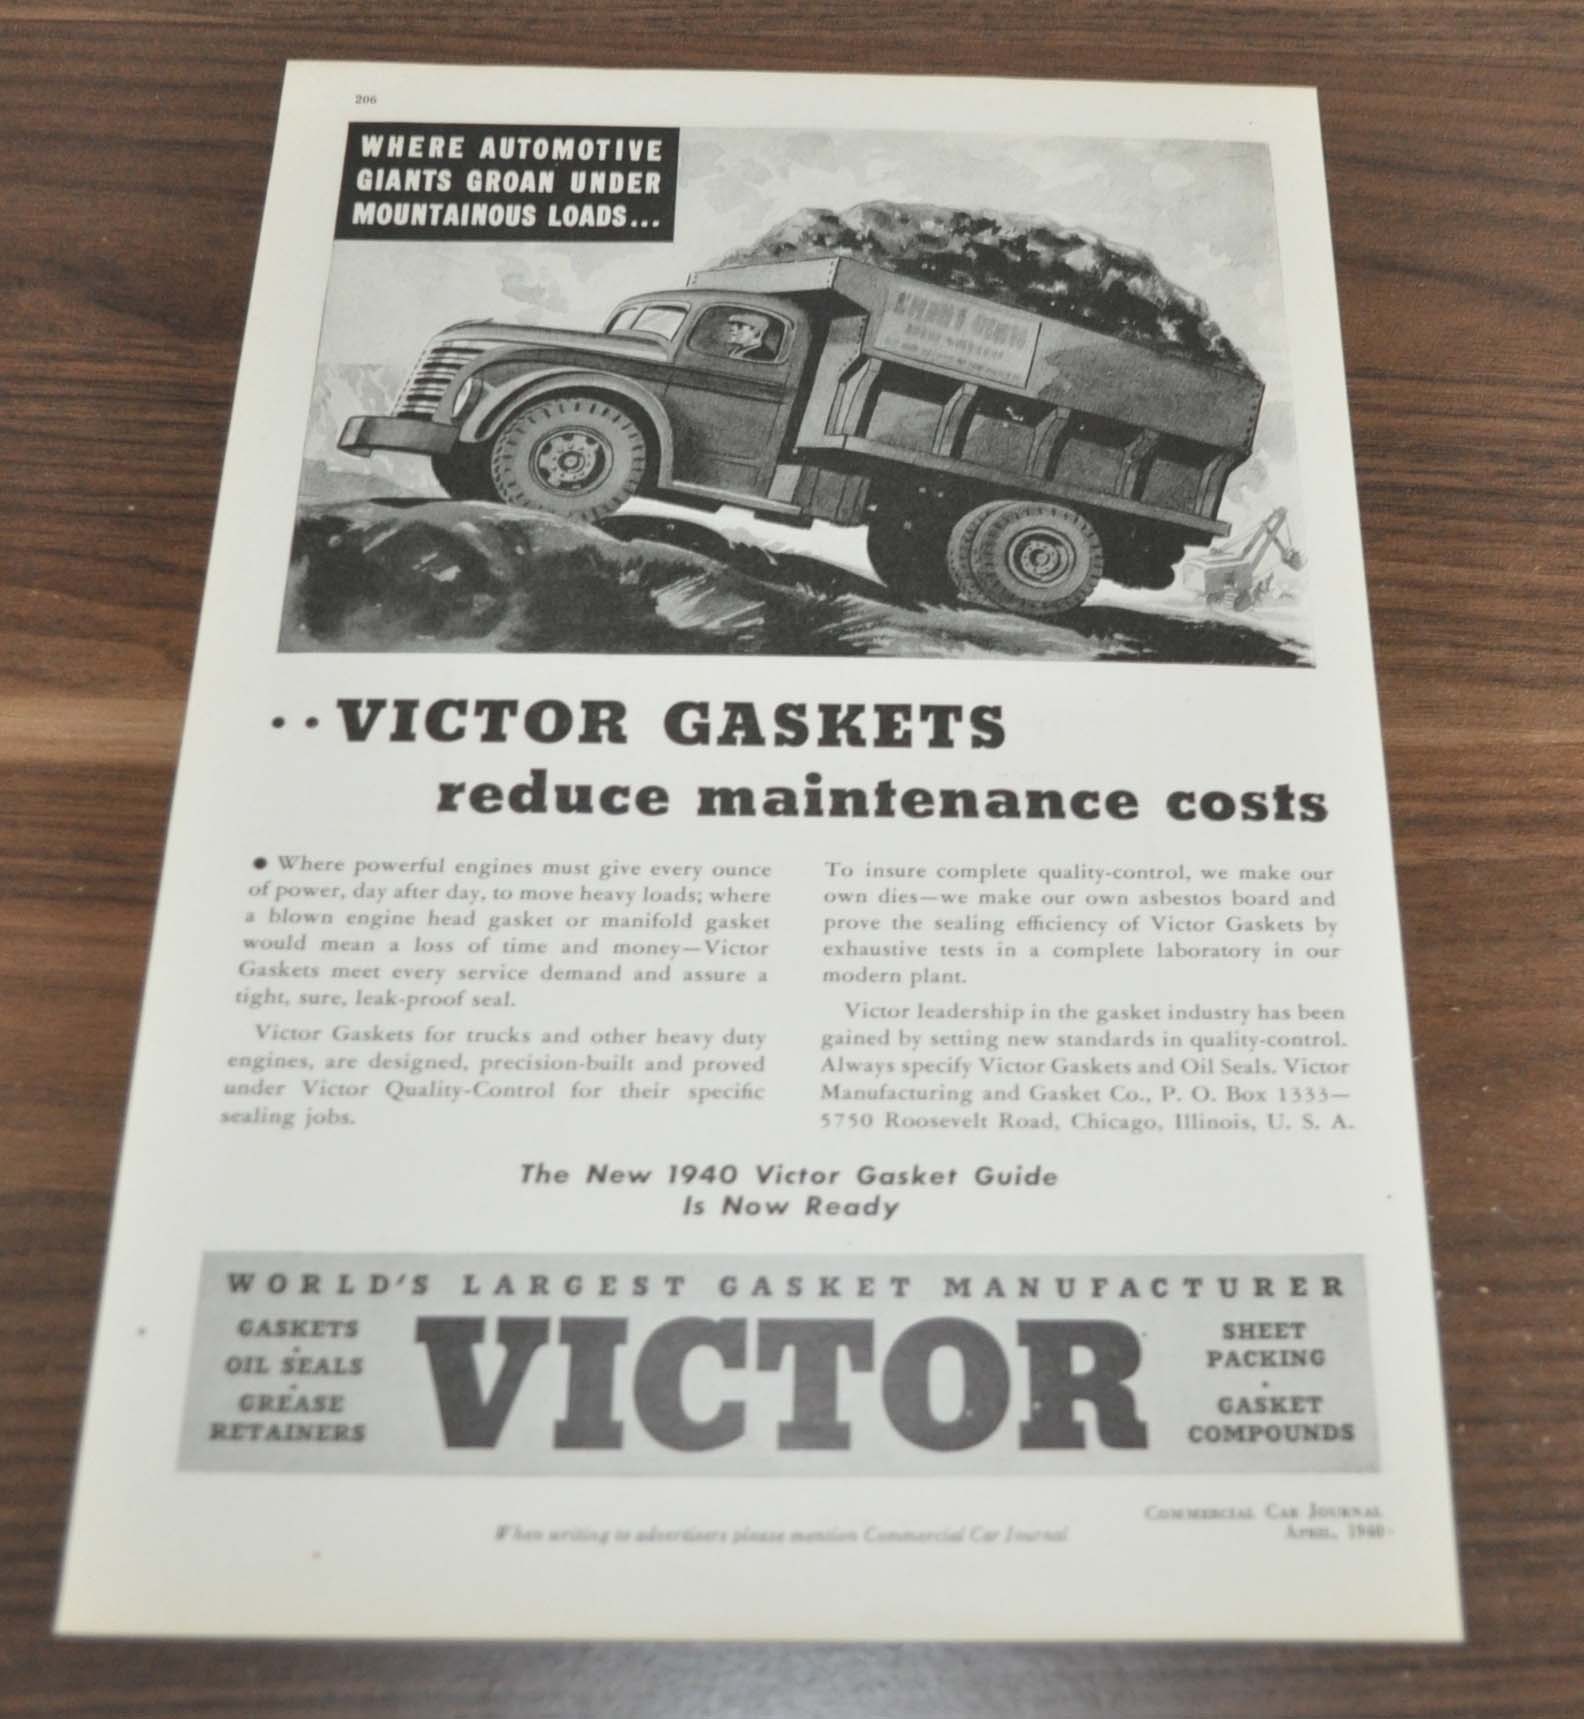 206
WHERE AUTOMOTIVE
GIANTS GROAN UNDER
MOUNTAINOUS LOADS...
..VICTOR GASKETS
reduce maintenance costs
● Where powerful engines must give every ounce
of power, day after day, to move heavy loads; where
a blown engine head gasket or manifold gasket
would mean a loss of time and money—Victor
Gaskets meet every service demand and assure a
tight, sure, leak-proof seal.
Victor Gaskets for trucks and other heavy duty
engines, are designed, precision-built and proved
under Victor Quality-Control for their specific
sealing jobs.
To insure complete quality-control, we make our
own dies—we make our own asbestos board and
prove the sealing efficiency of Victor Gaskets by
exhaustive tests in a complete laboratory in our
modern plant.
Victor leadership in the gasket industry has been
gained by setting new standards in quality-control.
Always specify Victor Gaskets and Oil Seals. Victor
Manufacturing and Gasket Co., P. O. Box 1333—
5750 Roosevelt Road, Chicago, Illinois, U. S. A.
The New 1940 Victor Gasket Guide
Is Now Ready
WORLD'S LARGEST GASKET MANUFACTURER
GASKETS
OIL SEALS
GREASE
RETAINERS
VICTOR
SHEET
PACKING
GASKET
COMPOUNDS
COMMERCIAL CAR JOURNAL
APRIL, 1940
When writing to advertisers please mention Commercial Car Journal